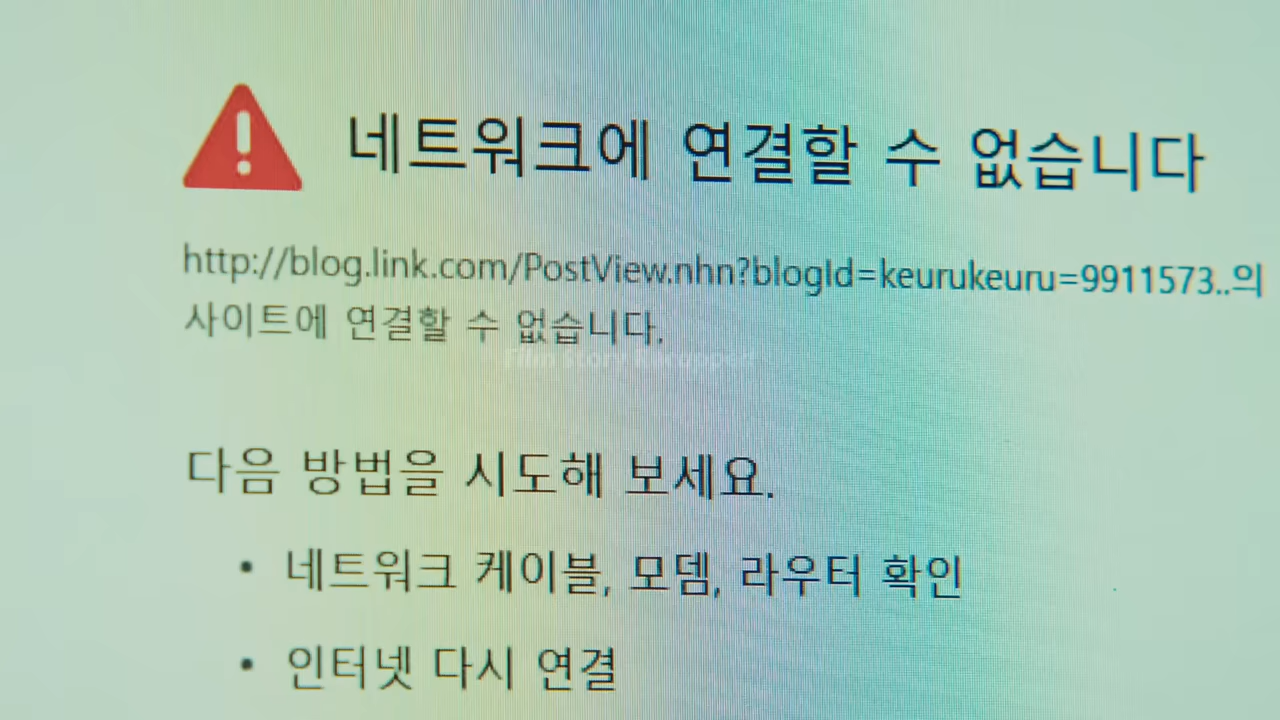 네트워크에 연결할 수 없습니다
http://blog.link.com/PostView.nhn?blogId=keurukeuru=9911573..의
사이트에 연결할 수 없습니다.
Film Story Recapped
다음 방법을 시도해 보세요.
• 네트워크 케이블, 모뎀, 라우터 확인
• 인터넷 다시 연결